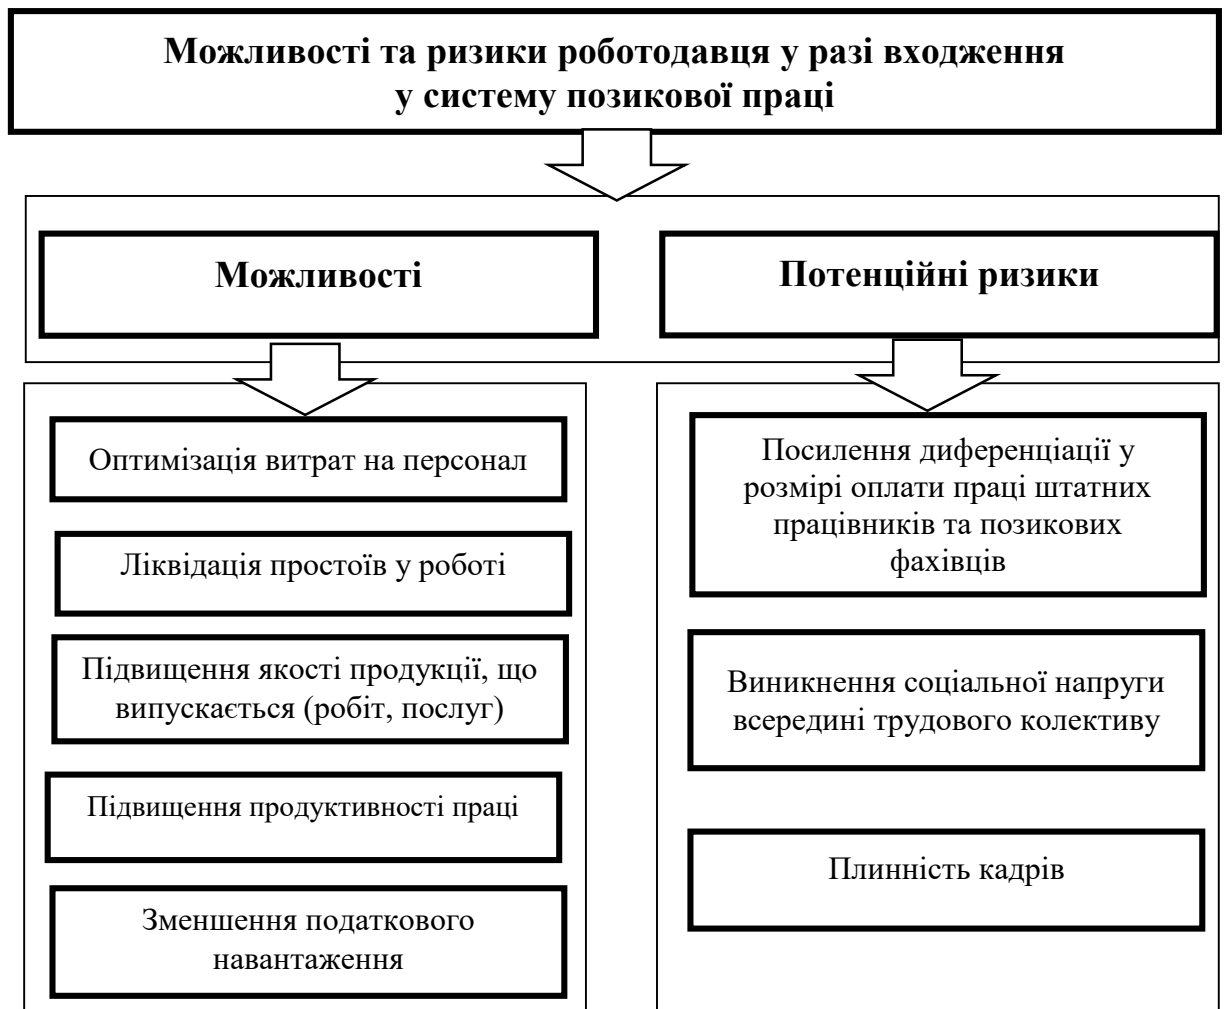 Можливості та ризики роботодавця у разі входження
у систему позикової праці
Можливості
Потенційні ризики
Оптимізація витрат на персонал
Ліквідація простоїв у роботі
Підвищення якості продукції, що
випускається (робіт, послуг)
Підвищення продуктивності праці
Зменшення податкового
навантаження
Посилення диференціації у
розмірі оплати праці штатних
працівників та позикових
фахівців
Виникнення соціальної напруги
всередині трудового колективу
Плинність кадрів